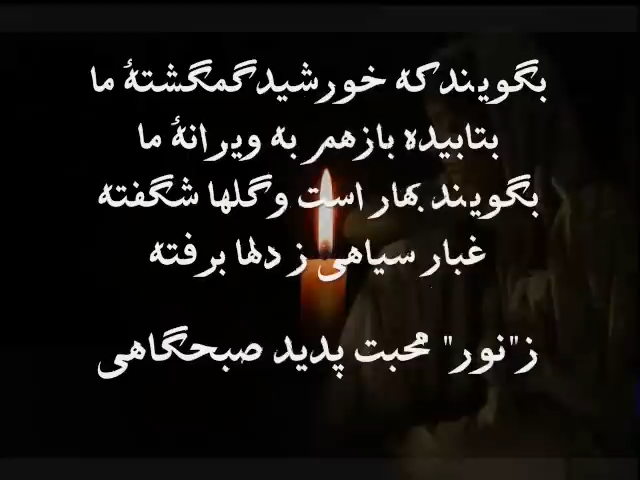 بگویند که خورشید گمگشتهٔ ما
بتابیده بازهم به ویرانهٔ ما
بگویند بهار است و گلها شگفته
غبار سیاهی ز دلها برفته
ز"نور" محبت پدید صبحگاهی